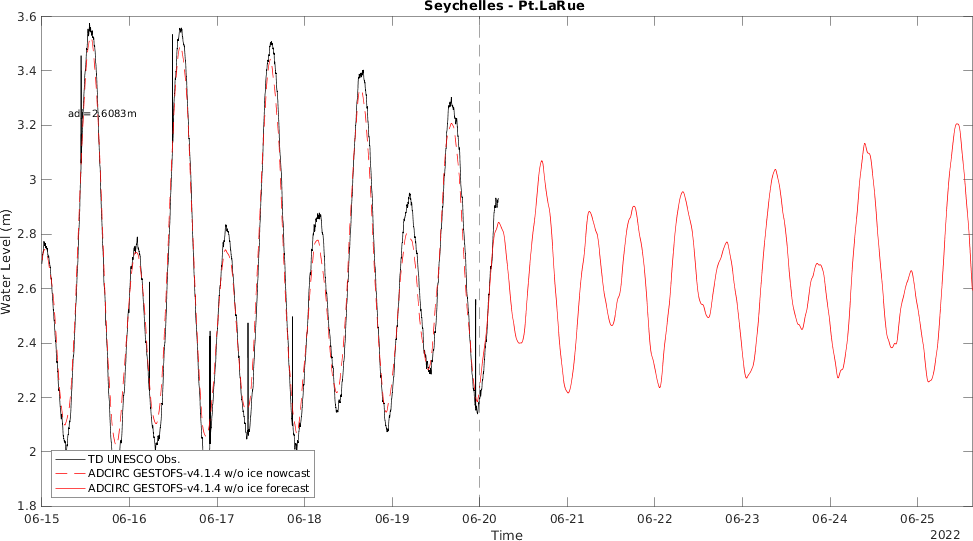 Seychelles - Pt.LaRue
3.6
3.4
adj=2.6083m
3.2
3
2.8
2.6
2.4
2.2
2
1.8
Water Level (m)
TD UNESCO Obs.
ADCIRC GESTOFS-v4.1.4 w/o ice nowcast
ADCIRC GESTOFS-v4.1.4 w/o ice forecast
06-15 06-16 06-17 06-18 06-19 06-20 06-21 06-22 06-23 06-24 06-25
Time
2022